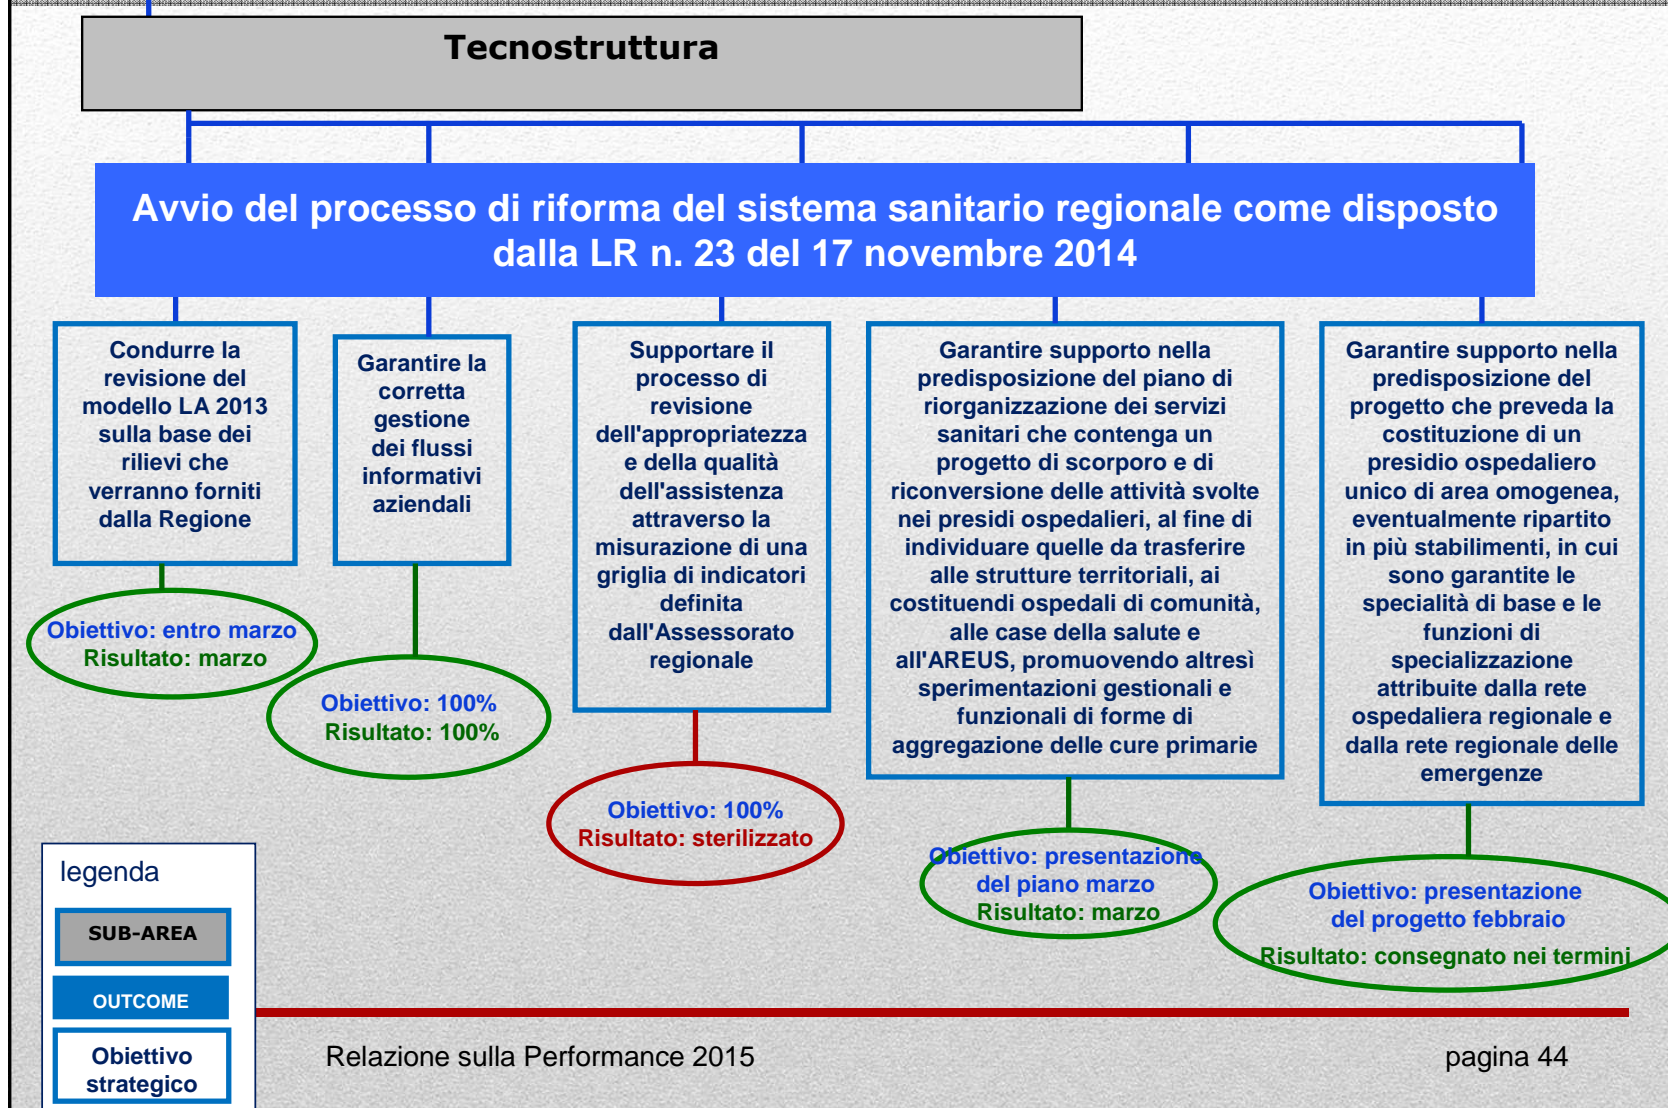 Tecnostruttura
Avvio del processo di riforma del sistema sanitario regionale come disposto
dalla LR n. 23 del 17 novembre 2014
Condurre la
revisione del
modello LA 2013
sulla base dei
rilievi che
verranno forniti
dalla Regione
Obiettivo: entro marzo
Risultato: marzo
Garantire la
corretta
gestione
dei flussi
informativi
aziendali
Obiettivo: 100%
Risultato: 100%
Supportare il
processo di
revisione
dell'appropriatezza
e della qualità
dell'assistenza
attraverso la
misurazione di una
griglia di indicatori
definita
dall'Assessorato
regionale
Obiettivo: 100%
Risultato: sterilizzato
Garantire supporto nella
predisposizione del piano di
riorganizzazione dei servizi
sanitari che contenga un
progetto di scorporo e di
riconversione delle attività svolte
nei presidi ospedalieri, al fine di
individuare quelle da trasferire
alle strutture territoriali, ai
costituendi ospedali di comunità,
alle case della salute e
all'AREUS, promuovendo altresì
sperimentazioni gestionali e
funzionali di forme di
aggregazione delle cure primarie
Obiettivo: presentazione
del piano marzo
Risultato: marzo
Garantire supporto nella
predisposizione del
progetto che preveda la
costituzione di un
presidio ospedaliero
unico di area omogenea,
eventualmente ripartito
in più stabilimenti, in cui
sono garantite le
specialità di base e le
funzioni di
specializzazione
attribuite dalla rete
ospedaliera regionale e
dalla rete regionale delle
emergenze
Obiettivo: presentazione
del progetto febbraio
Risultato: consegnato nei termini
legenda
SUB-AREA
OUTCOME
Obiettivo
strategico
Relazione sulla Performance 2015
pagina 44